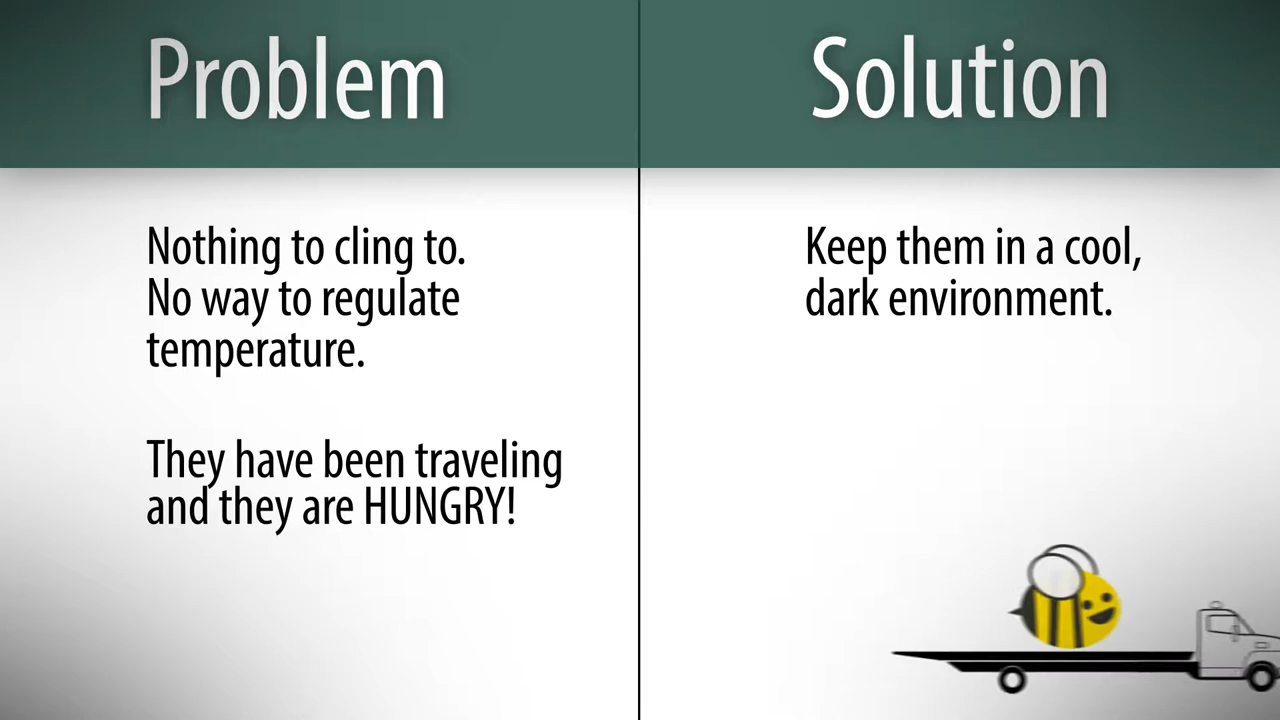 Problem
Nothing to cling to.
No way to regulate
temperature.
They have been traveling
and they are HUNGRY!
Solution
Keep them in a cool,
dark environment.